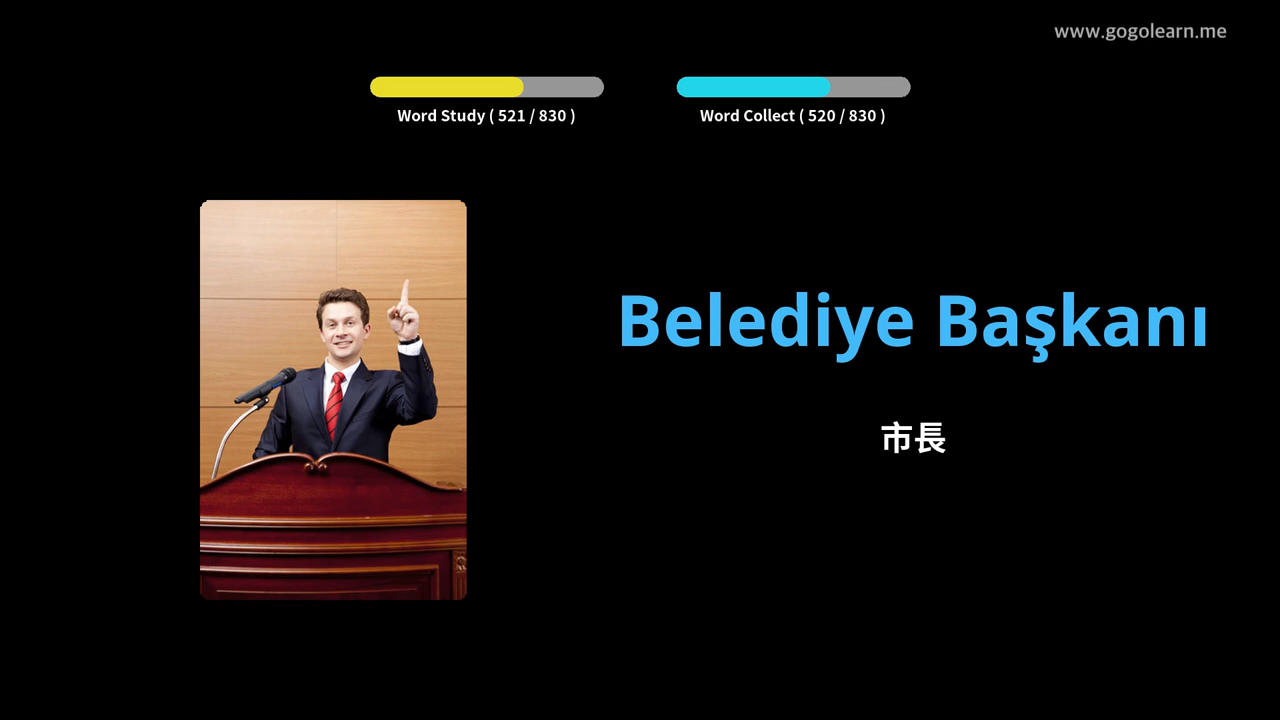 www.gogolearn.me
Word Study ( 521 / 830 )
Word Collect ( 520 / 830 )
Belediye Başkanı
市長